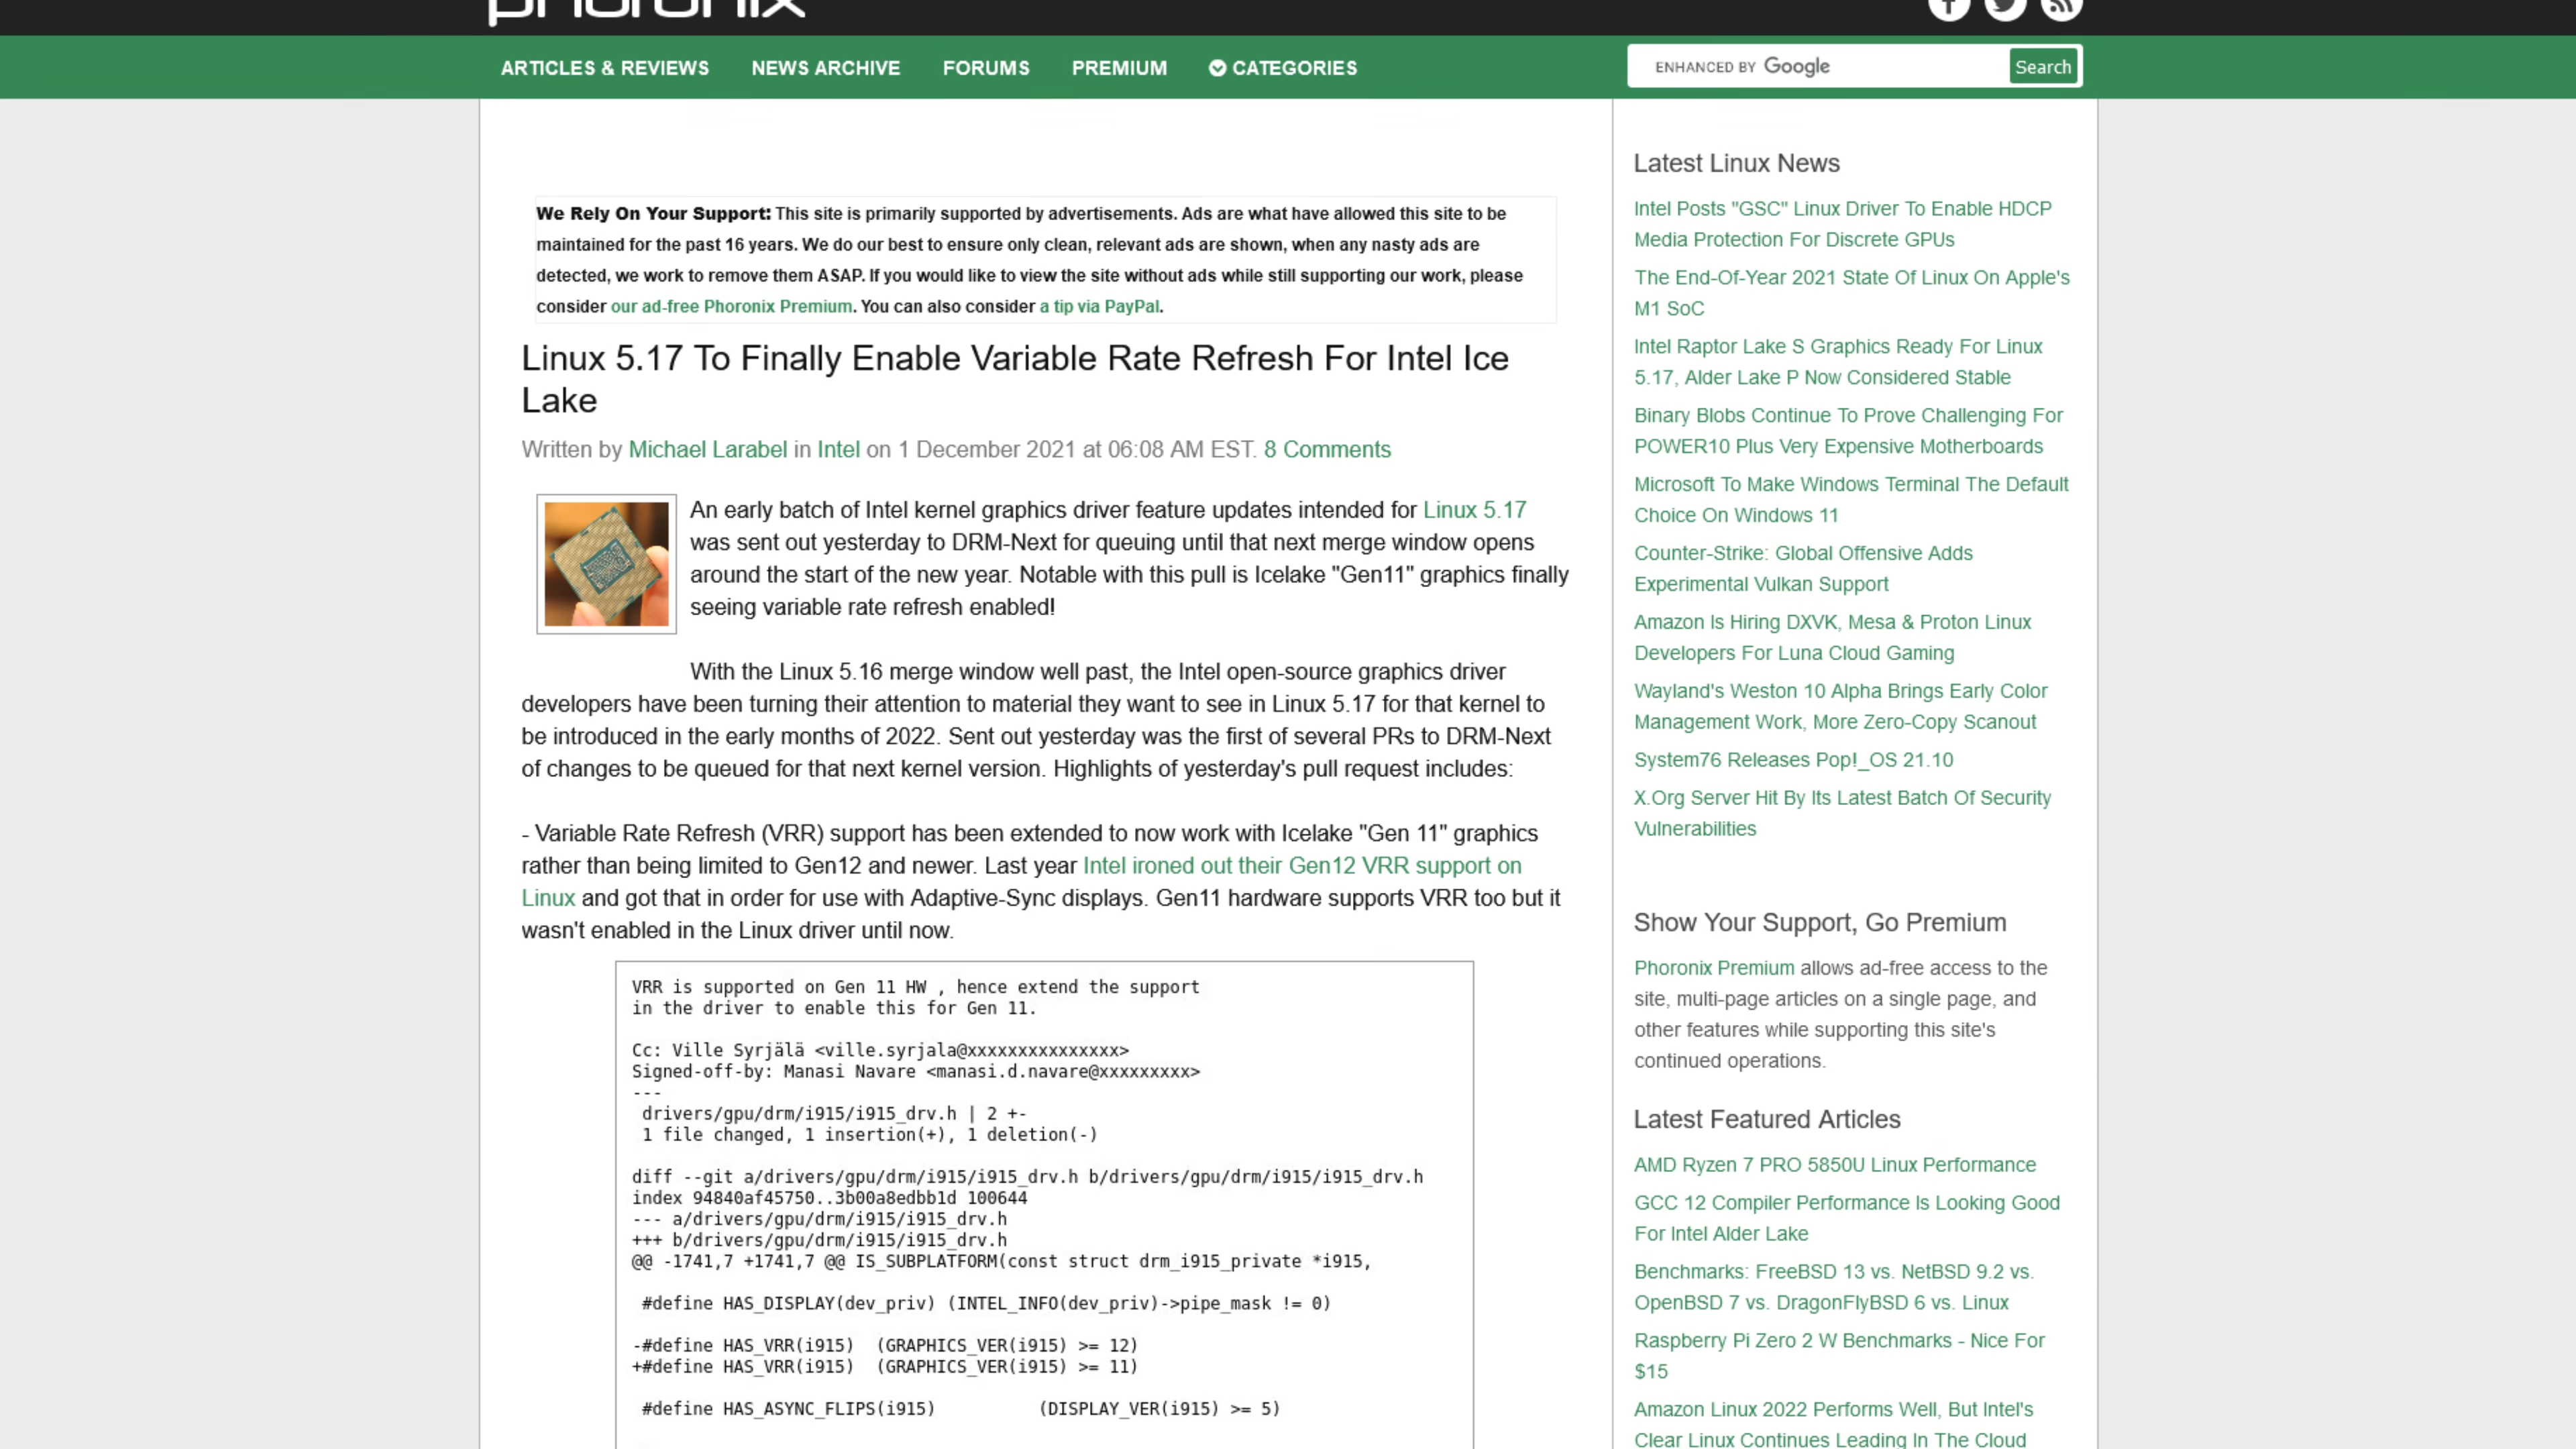 phoronix
ARTICLES & REVIEWS NEWS ARCHIVE FORUMS PREMIUM CATEGORIES
ENHANCED BY Google Search
We Rely On Your Support: This site is primarily supported by advertisements. Ads are what have allowed this site to be
maintained for the past 16 years. We do our best to ensure only clean, relevant ads are shown, when any nasty ads are
detected, we work to remove them ASAP. If you would like to view the site without ads while still supporting our work, please
consider our ad-free Phoronix Premium. You can also consider a tip via PayPal.
Linux 5.17 To Finally Enable Variable Rate Refresh For Intel Ice
Lake
Written by Michael Larabel in Intel on 1 December 2021 at 06:08 AM EST. 8 Comments
An early batch of Intel kernel graphics driver feature updates intended for Linux 5.17
was sent out yesterday to DRM-Next for queuing until that next merge window opens
around the start of the new year. Notable with this pull is Icelake "Gen11" graphics finally
seeing variable rate refresh enabled!
With the Linux 5.16 merge window well past, the Intel open-source graphics driver
developers have been turning their attention to material they want to see in Linux 5.17 for that kernel to
be introduced in the early months of 2022. Sent out yesterday was the first of several PRs to DRM-Next
of changes to be queued for that next kernel version. Highlights of yesterday's pull request includes:
- Variable Rate Refresh (VRR) support has been extended to now work with Icelake "Gen 11" graphics
rather than being limited to Gen12 and newer. Last year Intel ironed out their Gen12 VRR support on
Linux and got that in order for use with Adaptive-Sync displays. Gen11 hardware supports VRR too but it
wasn't enabled in the Linux driver until now.
VRR is supported on Gen 11 HW , hence extend the support
in the driver to enable this for Gen 11.
Cc: Ville Syrjälä <ville.syrjala@xxxxxxxxxxxxxxx>
Signed-off-by: Manasi Navare <manasi.d.navare@xxxxxxxxx>
---
drivers/gpu/drm/i915/i915_drv.h | 2 +-
1 file changed, 1 insertion(+), 1 deletion(-)
diff --git a/drivers/gpu/drm/i915/i915_drv.h b/drivers/gpu/drm/i915/i915_drv.h
index 94840af45750..3b00a8edbb1d 100644
--- a/drivers/gpu/drm/i915/i915_drv.h
+++ b/drivers/gpu/drm/i915/i915_drv.h
@@ -1741,7 +1741,7 @@ IS_SUBPLATFORM(const struct drm_i915_private *i915,
#define HAS_DISPLAY(dev_priv) (INTEL_INFO(dev_priv)->pipe_mask != 0)
-#define HAS_VRR(i915) (GRAPHICS_VER(i915) >= 12)
+#define HAS_VRR(i915) (GRAPHICS_VER(i915) >= 11)
#define HAS_ASYNC_FLIPS(i915) (DISPLAY_VER(i915) >= 5)
Latest Linux News
Intel Posts "GSC" Linux Driver To Enable HDCP
Media Protection For Discrete GPUs
The End-Of-Year 2021 State Of Linux On Apple's
M1 SoC
Intel Raptor Lake S Graphics Ready For Linux
5.17, Alder Lake P Now Considered Stable
Binary Blobs Continue To Prove Challenging For
POWER10 Plus Very Expensive Motherboards
Microsoft To Make Windows Terminal The Default
Choice On Windows 11
Counter-Strike: Global Offensive Adds
Experimental Vulkan Support
Amazon Is Hiring DXVK, Mesa & Proton Linux
Developers For Luna Cloud Gaming
Wayland's Weston 10 Alpha Brings Early Color
Management Work, More Zero-Copy Scanout
System76 Releases Pop!_OS 21.10
X.Org Server Hit By Its Latest Batch Of Security
Vulnerabilities
Show Your Support, Go Premium
Phoronix Premium allows ad-free access to the
site, multi-page articles on a single page, and
other features while supporting this site's
continued operations.
Latest Featured Articles
AMD Ryzen 7 PRO 5850U Linux Performance
GCC 12 Compiler Performance Is Looking Good
For Intel Alder Lake
Benchmarks: FreeBSD 13 vs. NetBSD 9.2 vs.
OpenBSD 7 vs. DragonFlyBSD 6 vs. Linux
Raspberry Pi Zero 2 W Benchmarks - Nice For
$15
Amazon Linux 2022 Performs Well, But Intel's
Clear Linux Continues Leading In The Cloud